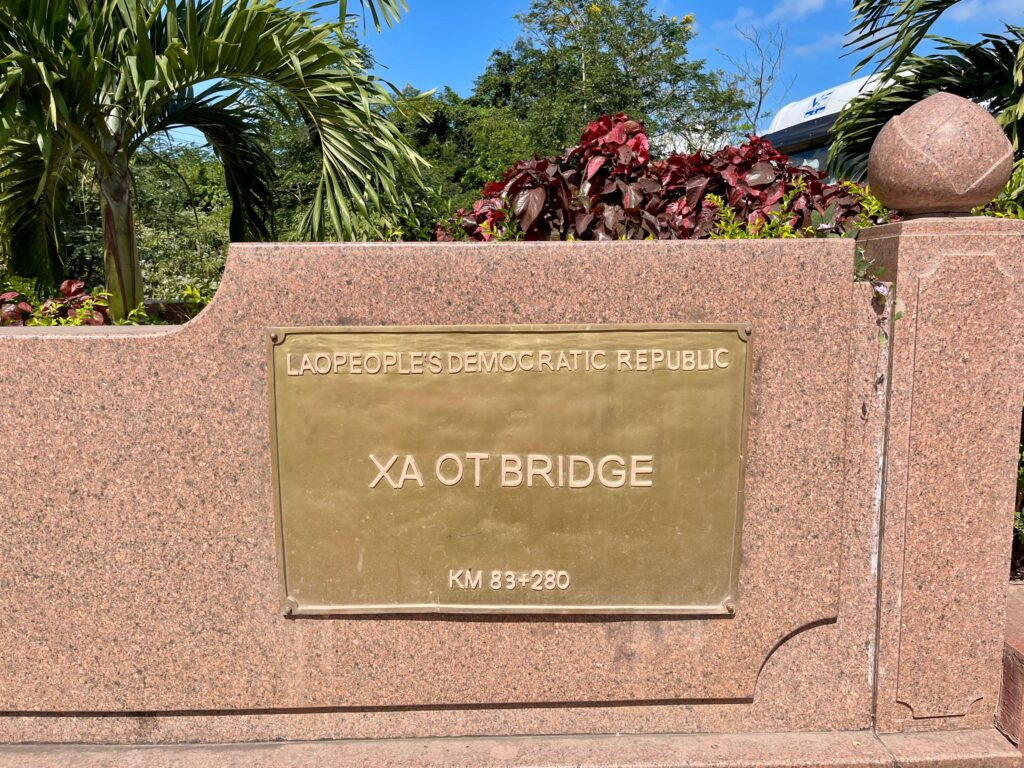 LAOPEOPLE'S DEMOCRATIC REPUBLIC
XA OT BRIDGE
KM 83+280